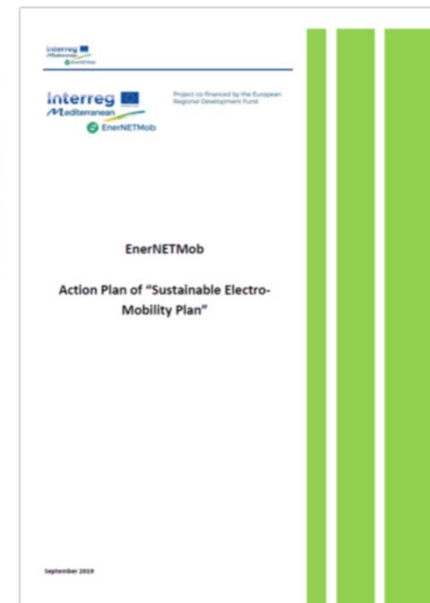 Interreg
Mediterranean
EnerNETMob
Interreg
Mediterranean
EnerNETMob
Project co-financed by the European
Regional Development Fund
EnerNETMob
Action Plan of “Sustainable Electro-
Mobility Plan”
September 2019